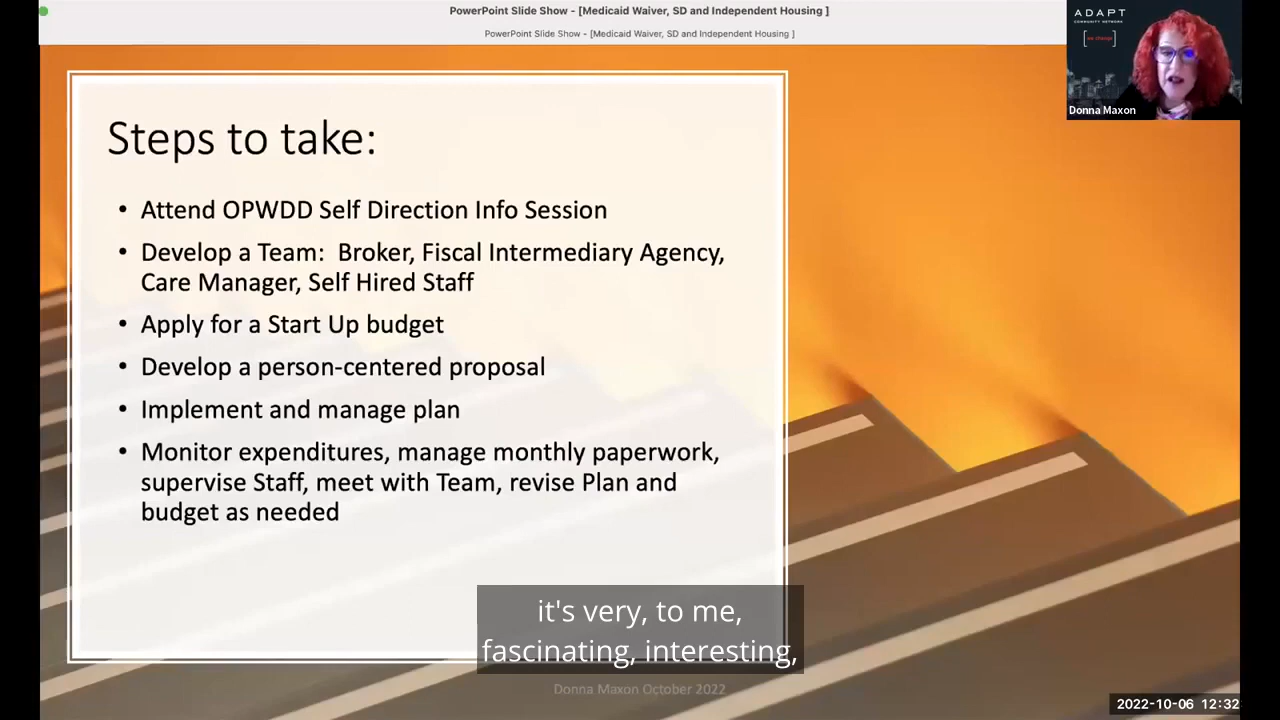 PowerPoint Slide Show - [Medicaid Waiver, SD and Independent Housing ]
PowerPoint Slide Show - [Medicaid Waiver, SD and Independent Housing ]
ADAPT
COMMUNITY NETWORK
[we change]
Donna Maxon
Steps to take:
• Attend OPWDD Self Direction Info Session
• Develop a Team:  Broker, Fiscal Intermediary Agency,
Care Manager, Self Hired Staff
• Apply for a Start Up budget
• Develop a person-centered proposal
• Implement and manage plan
• Monitor expenditures, manage monthly paperwork,
supervise Staff, meet with Team, revise Plan and
budget as needed
it's very, to me,
fascinating, interesting,
Donna Maxon October 2022
2022-10-06 12:32